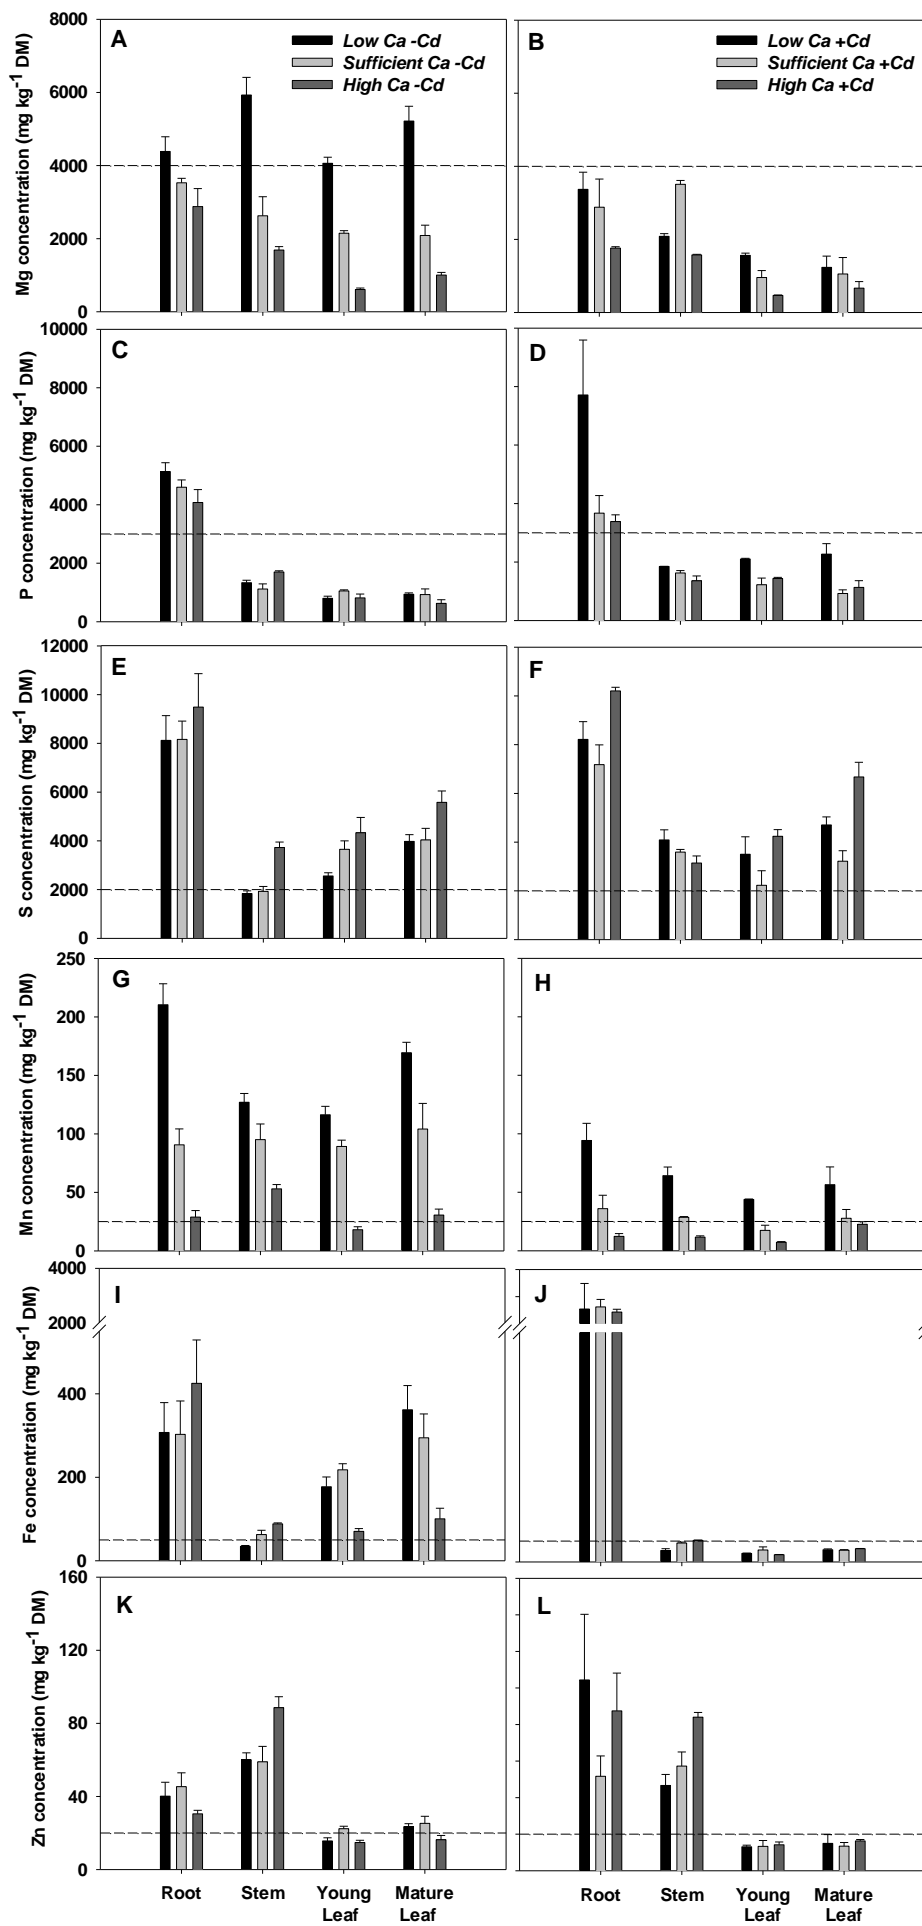 A
Low Ca -Cd
Sufficient Ca -Cd
High Ca -Cd
B
Low Ca +Cd
Sufficient Ca +Cd
High Ca +Cd
Mg concentration (mg kg⁻¹ DM)
8000
6000
4000
2000
0
C
D
P concentration (mg kg⁻¹ DM)
10000
8000
6000
4000
2000
0
E
F
S concentration (mg kg⁻¹ DM)
12000
10000
8000
6000
4000
2000
0
G
H
Mn concentration (mg kg⁻¹ DM)
250
200
150
100
50
0
I
J
Fe concentration (mg kg⁻¹ DM)
4000
2000
400
200
0
K
L
Zn concentration (mg kg⁻¹ DM)
160
120
80
40
0
Root Stem Young Mature Root Stem Young Mature
Leaf Leaf Leaf Leaf